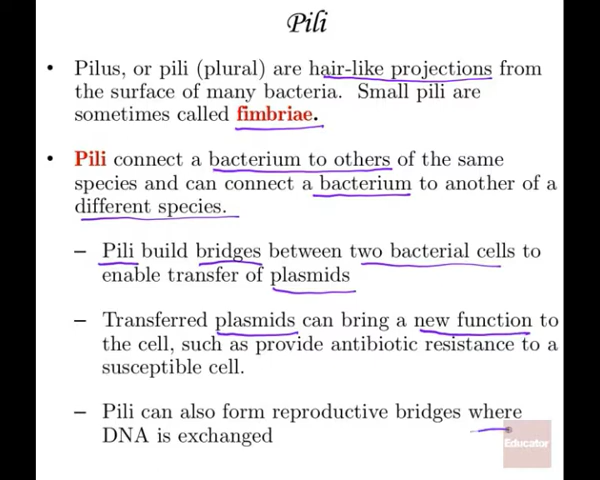 Pili
• Pilus, or pili (plural) are hair-like projections from
the surface of many bacteria. Small pili are
sometimes called fimbriae.
• Pili connect a bacterium to others of the same
species and can connect a bacterium to another of a
different species.
– Pili build bridges between two bacterial cells to
enable transfer of plasmids
– Transferred plasmids can bring a new function to
the cell, such as provide antibiotic resistance to a
susceptible cell.
– Pili can also form reproductive bridges where
DNA is exchanged
Educator